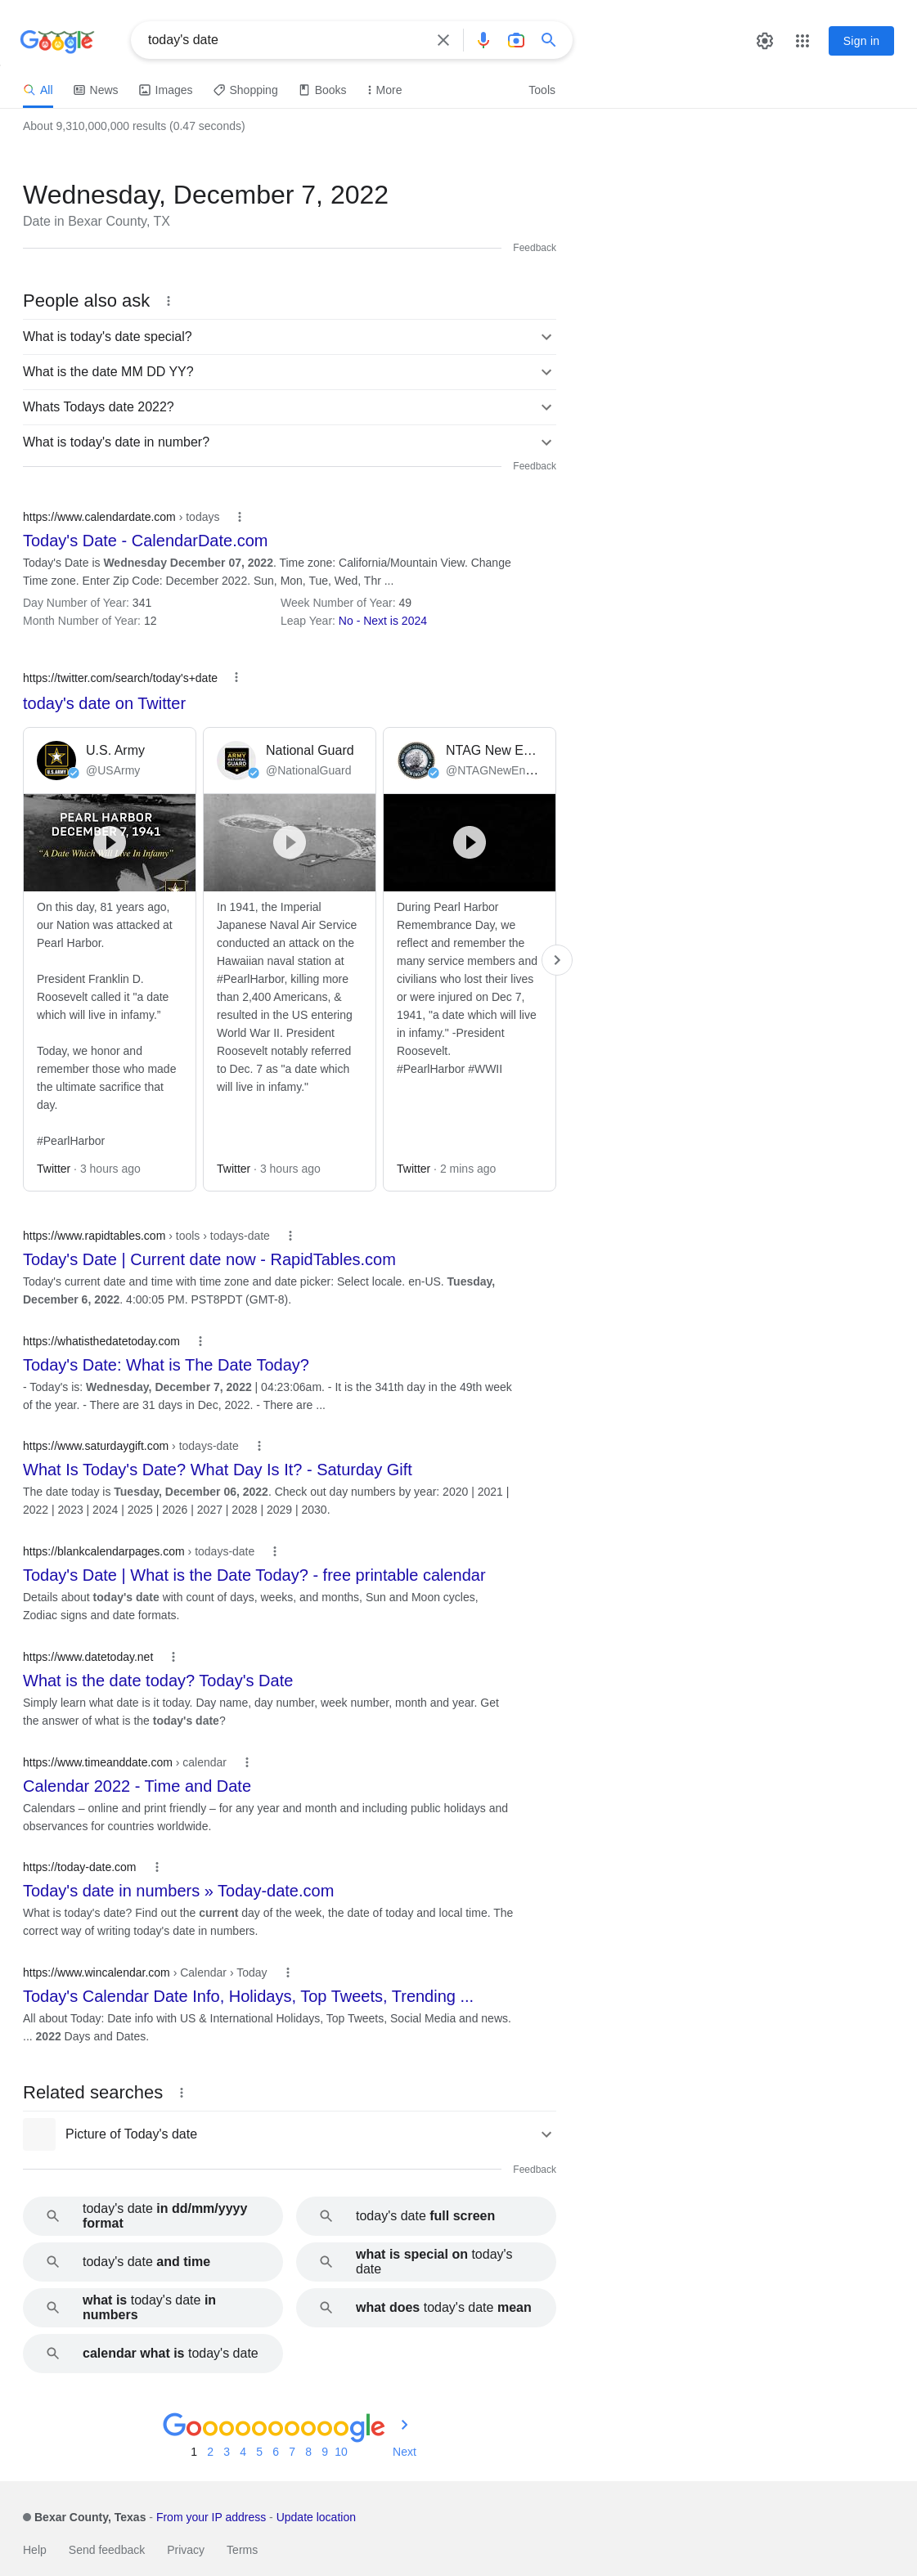 Google
today's date
Sign in
All
News
Images
Shopping
Books
More
Tools
About 9,310,000,000 results (0.47 seconds)
Wednesday, December 7, 2022
Date in Bexar County, TX
Feedback
People also ask
What is today's date special?
What is the date MM DD YY?
Whats Todays date 2022?
What is today's date in number?
Feedback
https://www.calendardate.com › todays
Today's Date - CalendarDate.com
Today's Date is Wednesday December 07, 2022. Time zone: California/Mountain View. Change
Time zone. Enter Zip Code: December 2022. Sun, Mon, Tue, Wed, Thr ...
Day Number of Year: 341
Week Number of Year: 49
Month Number of Year: 12
Leap Year: No - Next is 2024
https://twitter.com/search/today's+date
today's date on Twitter
U.S. Army
@USArmy
PEARL HARBOR
DECEMBER 7, 1941
"A Date Which Will Live In Infamy"
On this day, 81 years ago,
our Nation was attacked at
Pearl Harbor.
President Franklin D.
Roosevelt called it "a date
which will live in infamy."
Today, we honor and
remember those who made
the ultimate sacrifice that
day.
#PearlHarbor
Twitter · 3 hours ago
National Guard
@NationalGuard
In 1941, the Imperial
Japanese Naval Air Service
conducted an attack on the
Hawaiian naval station at
#PearlHarbor, killing more
than 2,400 Americans, &
resulted in the US entering
World War II. President
Roosevelt notably referred
to Dec. 7 as "a date which
will live in infamy."
Twitter · 3 hours ago
NTAG New E…
@NTAGNewEn…
During Pearl Harbor
Remembrance Day, we
reflect and remember the
many service members and
civilians who lost their lives
or were injured on Dec 7,
1941, "a date which will live
in infamy." -President
Roosevelt.
#PearlHarbor #WWII
Twitter · 2 mins ago
https://www.rapidtables.com › tools › todays-date
Today's Date | Current date now - RapidTables.com
Today's current date and time with time zone and date picker: Select locale. en-US. Tuesday,
December 6, 2022. 4:00:05 PM. PST8PDT (GMT-8).
https://whatisthedatetoday.com
Today's Date: What is The Date Today?
- Today's is: Wednesday, December 7, 2022 | 04:23:06am. - It is the 341th day in the 49th week
of the year. - There are 31 days in Dec, 2022. - There are ...
https://www.saturdaygift.com › todays-date
What Is Today's Date? What Day Is It? - Saturday Gift
The date today is Tuesday, December 06, 2022. Check out day numbers by year: 2020 | 2021 |
2022 | 2023 | 2024 | 2025 | 2026 | 2027 | 2028 | 2029 | 2030.
https://blankcalendarpages.com › todays-date
Today's Date | What is the Date Today? - free printable calendar
Details about today's date with count of days, weeks, and months, Sun and Moon cycles,
Zodiac signs and date formats.
https://www.datetoday.net
What is the date today? Today's Date
Simply learn what date is it today. Day name, day number, week number, month and year. Get
the answer of what is the today's date?
https://www.timeanddate.com › calendar
Calendar 2022 - Time and Date
Calendars – online and print friendly – for any year and month and including public holidays and
observances for countries worldwide.
https://today-date.com
Today's date in numbers » Today-date.com
What is today's date? Find out the current day of the week, the date of today and local time. The
correct way of writing today's date in numbers.
https://www.wincalendar.com › Calendar › Today
Today's Calendar Date Info, Holidays, Top Tweets, Trending ...
All about Today: Date info with US & International Holidays, Top Tweets, Social Media and news.
... 2022 Days and Dates.
Related searches
Picture of Today's date
Feedback
today's date in dd/mm/yyyy
format
today's date full screen
today's date and time
what is special on today's
date
what is today's date in
numbers
what does today's date mean
calendar what is today's date
Goooooooooogle
1 2 3 4 5 6 7 8 9 10 Next
Bexar County, Texas - From your IP address - Update location
Help Send feedback Privacy Terms